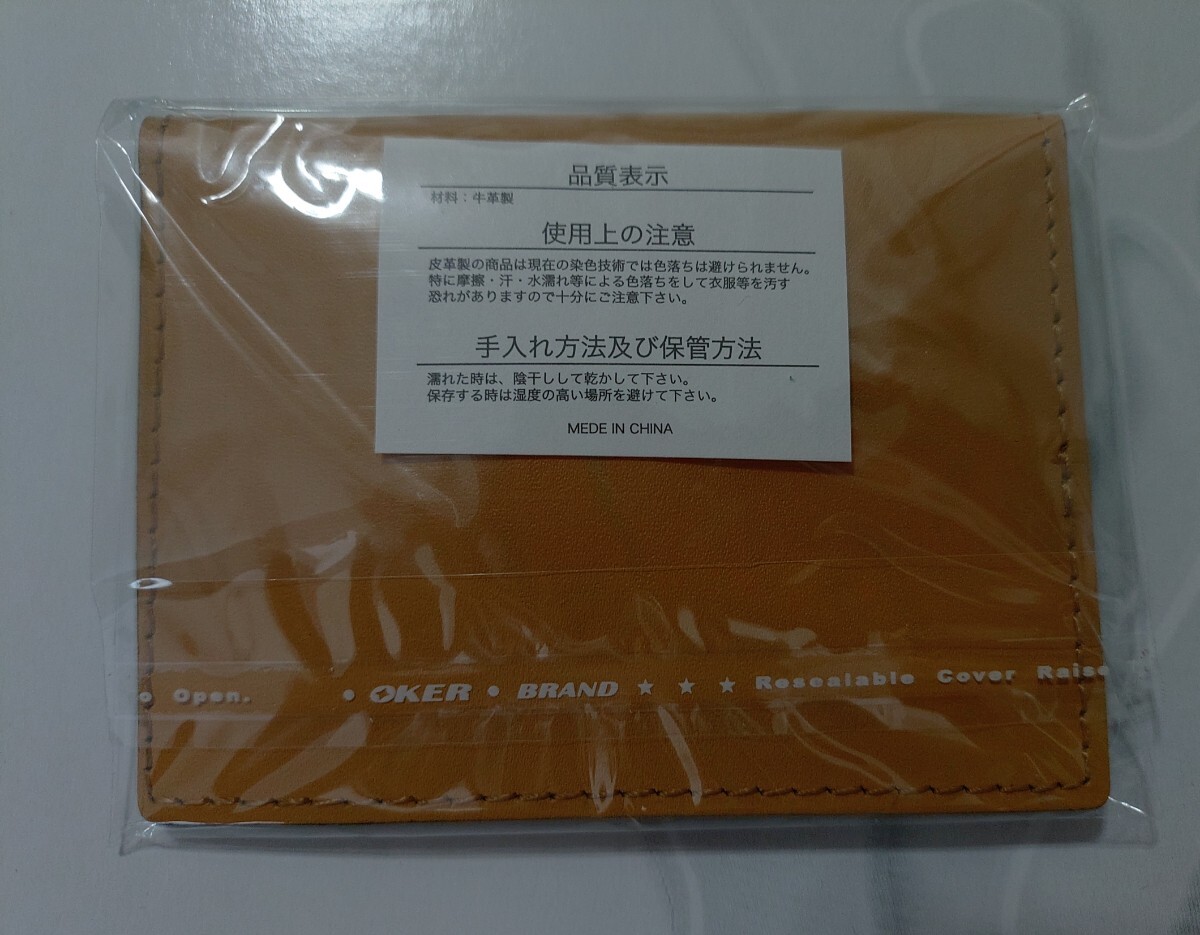 品質表示
材料：牛革製
使用上の注意
皮革製の商品は現在の染色技術では色落ちは避けられません。
特に摩擦・汗・水濡れ等による色落ちをして衣服等を汚す
恐れがありますので十分にご注意下さい。
手入れ方法及び保管方法
濡れた時は、陰干しして乾かして下さい。
保存する時は湿度の高い場所を避けて下さい。
MEDE IN CHINA
o Open. • OKER • BRAND ★ ★ ★ Resealable Cover Raise